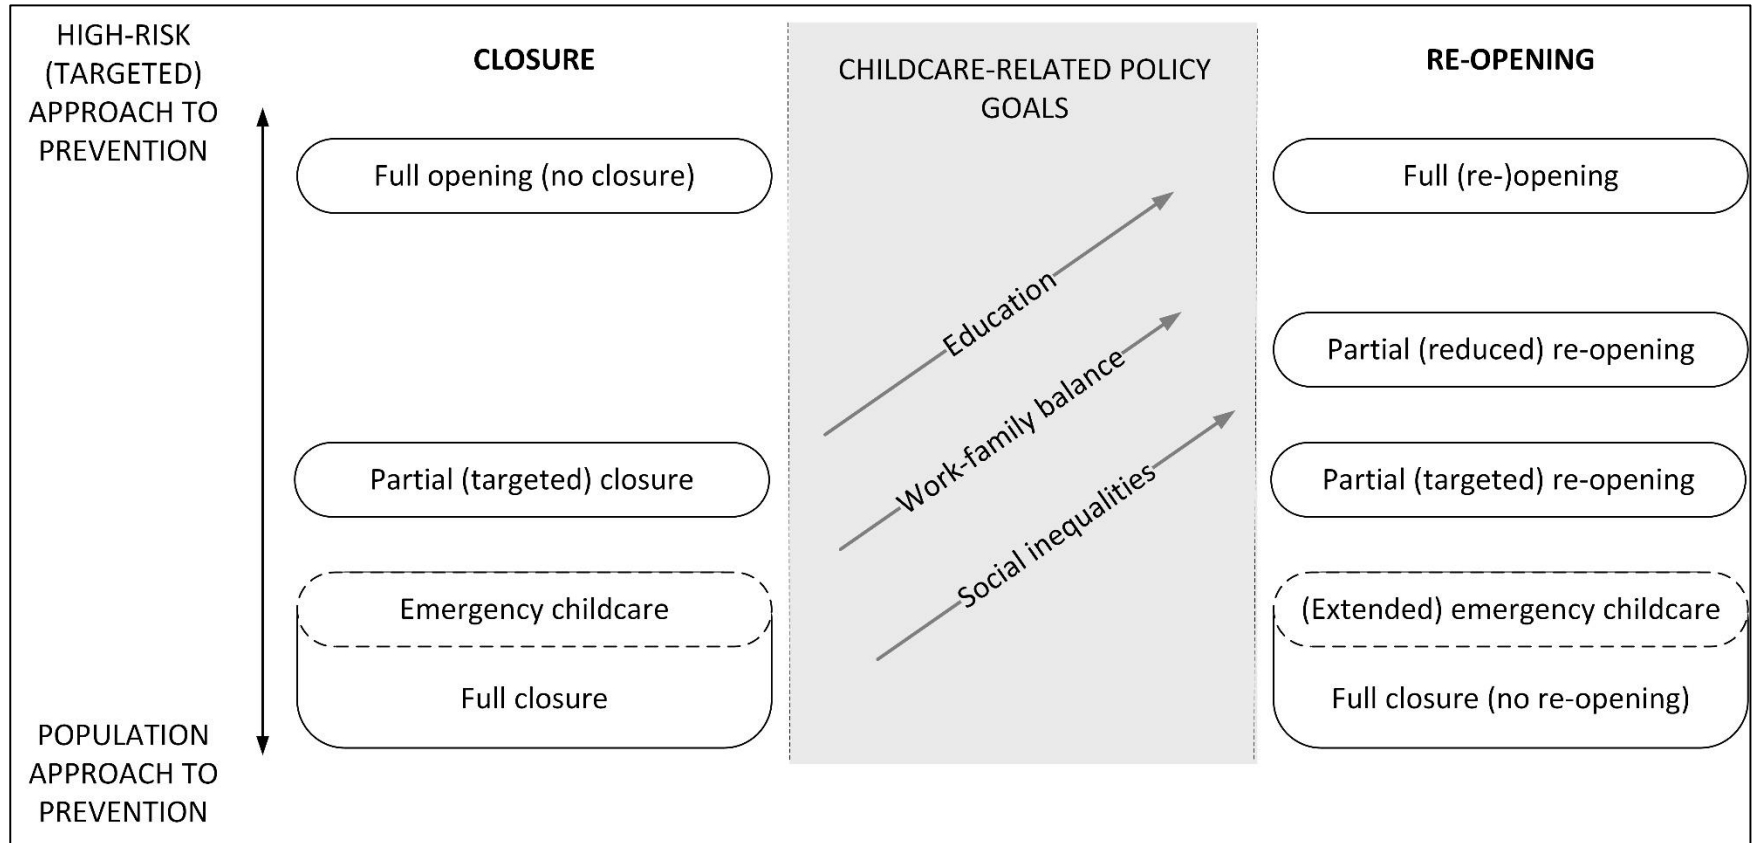 HIGH-RISK
(TARGETED)
APPROACH TO
PREVENTION
POPULATION
APPROACH TO
PREVENTION
CLOSURE
Full opening (no closure)
Partial (targeted) closure
Emergency childcare
Full closure
CHILDCARE-RELATED POLICY
GOALS
Education
Work-family balance
Social inequalities
RE-OPENING
Full (re-)opening
Partial (reduced) re-opening
Partial (targeted) re-opening
(Extended) emergency childcare
Full closure (no re-opening)